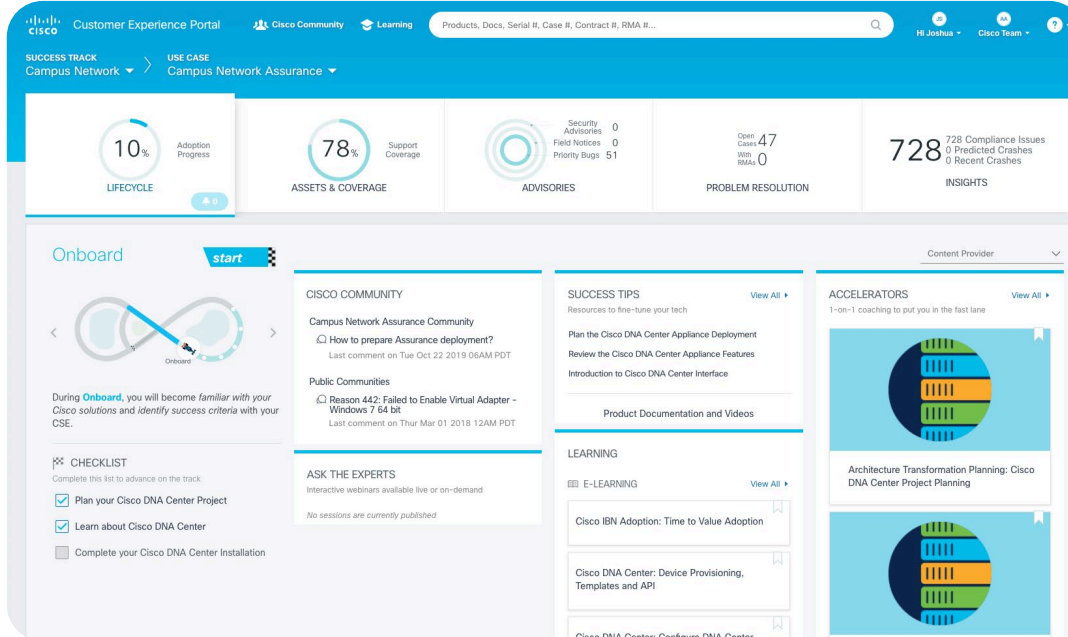 CISCO
Customer Experience Portal
Cisco Community
Learning
Products, Docs, Serial #, Case #, Contract #, RMA #...
JS
Hi Joshua
AA
Cisco Team
?
SUCCESS TRACK
Campus Network
USE CASE
Campus Network Assurance
10%
Adoption
Progress
LIFECYCLE
0
78%
Support
Coverage
ASSETS & COVERAGE
Security
Advisories 0
Field Notices 0
Priority Bugs 51
ADVISORIES
Open
Cases 47
With
RMAs 0
PROBLEM RESOLUTION
728
728 Compliance Issues
0 Predicted Crashes
0 Recent Crashes
INSIGHTS
Onboard
start
Content Provider
Onboard
During Onboard, you will become familiar with your
Cisco solutions and identify success criteria with your
CSE.
CHECKLIST
Complete this list to advance on the track
Plan your Cisco DNA Center Project
Learn about Cisco DNA Center
Complete your Cisco DNA Center Installation
CISCO COMMUNITY
Campus Network Assurance Community
How to prepare Assurance deployment?
Last comment on Tue Oct 22 2019 06AM PDT
Public Communities
Reason 442: Failed to Enable Virtual Adapter -
Windows 7 64 bit
Last comment on Thur Mar 01 2018 12AM PDT
ASK THE EXPERTS
Interactive webinars available live or on-demand
No sessions are currently published
SUCCESS TIPS
View All
Resources to fine-tune your tech
Plan the Cisco DNA Center Appliance Deployment
Review the Cisco DNA Center Appliance Features
Introduction to Cisco DNA Center Interface
Product Documentation and Videos
LEARNING
E-LEARNING
View All
Cisco IBN Adoption: Time to Value Adoption
Cisco DNA Center: Device Provisioning,
Templates and API
Cisco DNA Center: Configure DNA Center
ACCELERATORS
View All
1-on-1 coaching to put you in the fast lane
Architecture Transformation Planning: Cisco
DNA Center Project Planning